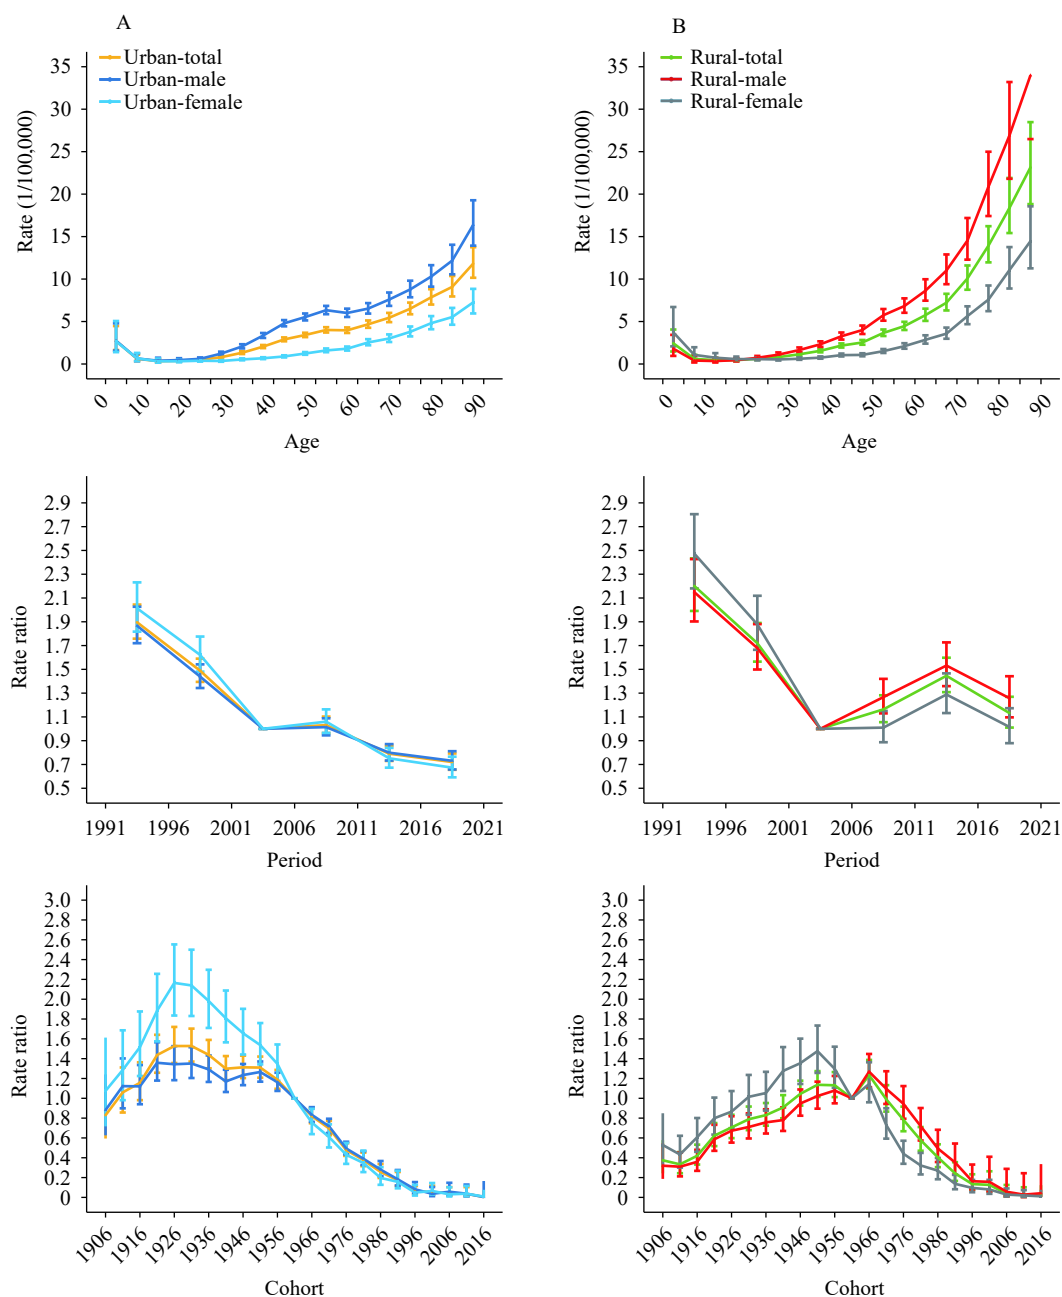 A
Urban-total
Urban-male
Urban-female
35
30
25
20
15
10
5
0
Rate (1/100,000)
0 10 20 30 40 50 60 70 80 90
Age
B
Rural-total
Rural-male
Rural-female
35
30
25
20
15
10
5
0
Rate (1/100,000)
0 10 20 30 40 50 60 70 80 90
Age
2.9
2.7
2.5
2.3
2.1
1.9
1.7
1.5
1.3
1.1
0.9
0.7
0.5
Rate ratio
1991 1996 2001 2006 2011 2016 2021
Period
2.9
2.7
2.5
2.3
2.1
1.9
1.7
1.5
1.3
1.1
0.9
0.7
0.5
Rate ratio
1991 1996 2001 2006 2011 2016 2021
Period
3.0
2.8
2.6
2.4
2.2
2.0
1.8
1.6
1.4
1.2
1.0
0.8
0.6
0.4
0.2
0
Rate ratio
1906 1916 1926 1936 1946 1956 1966 1976 1986 1996 2006 2016
Cohort
3.0
2.8
2.6
2.4
2.2
2.0
1.8
1.6
1.4
1.2
1.0
0.8
0.6
0.4
0.2
0
Rate ratio
1906 1916 1926 1936 1946 1956 1966 1976 1986 1996 2006 2016
Cohort